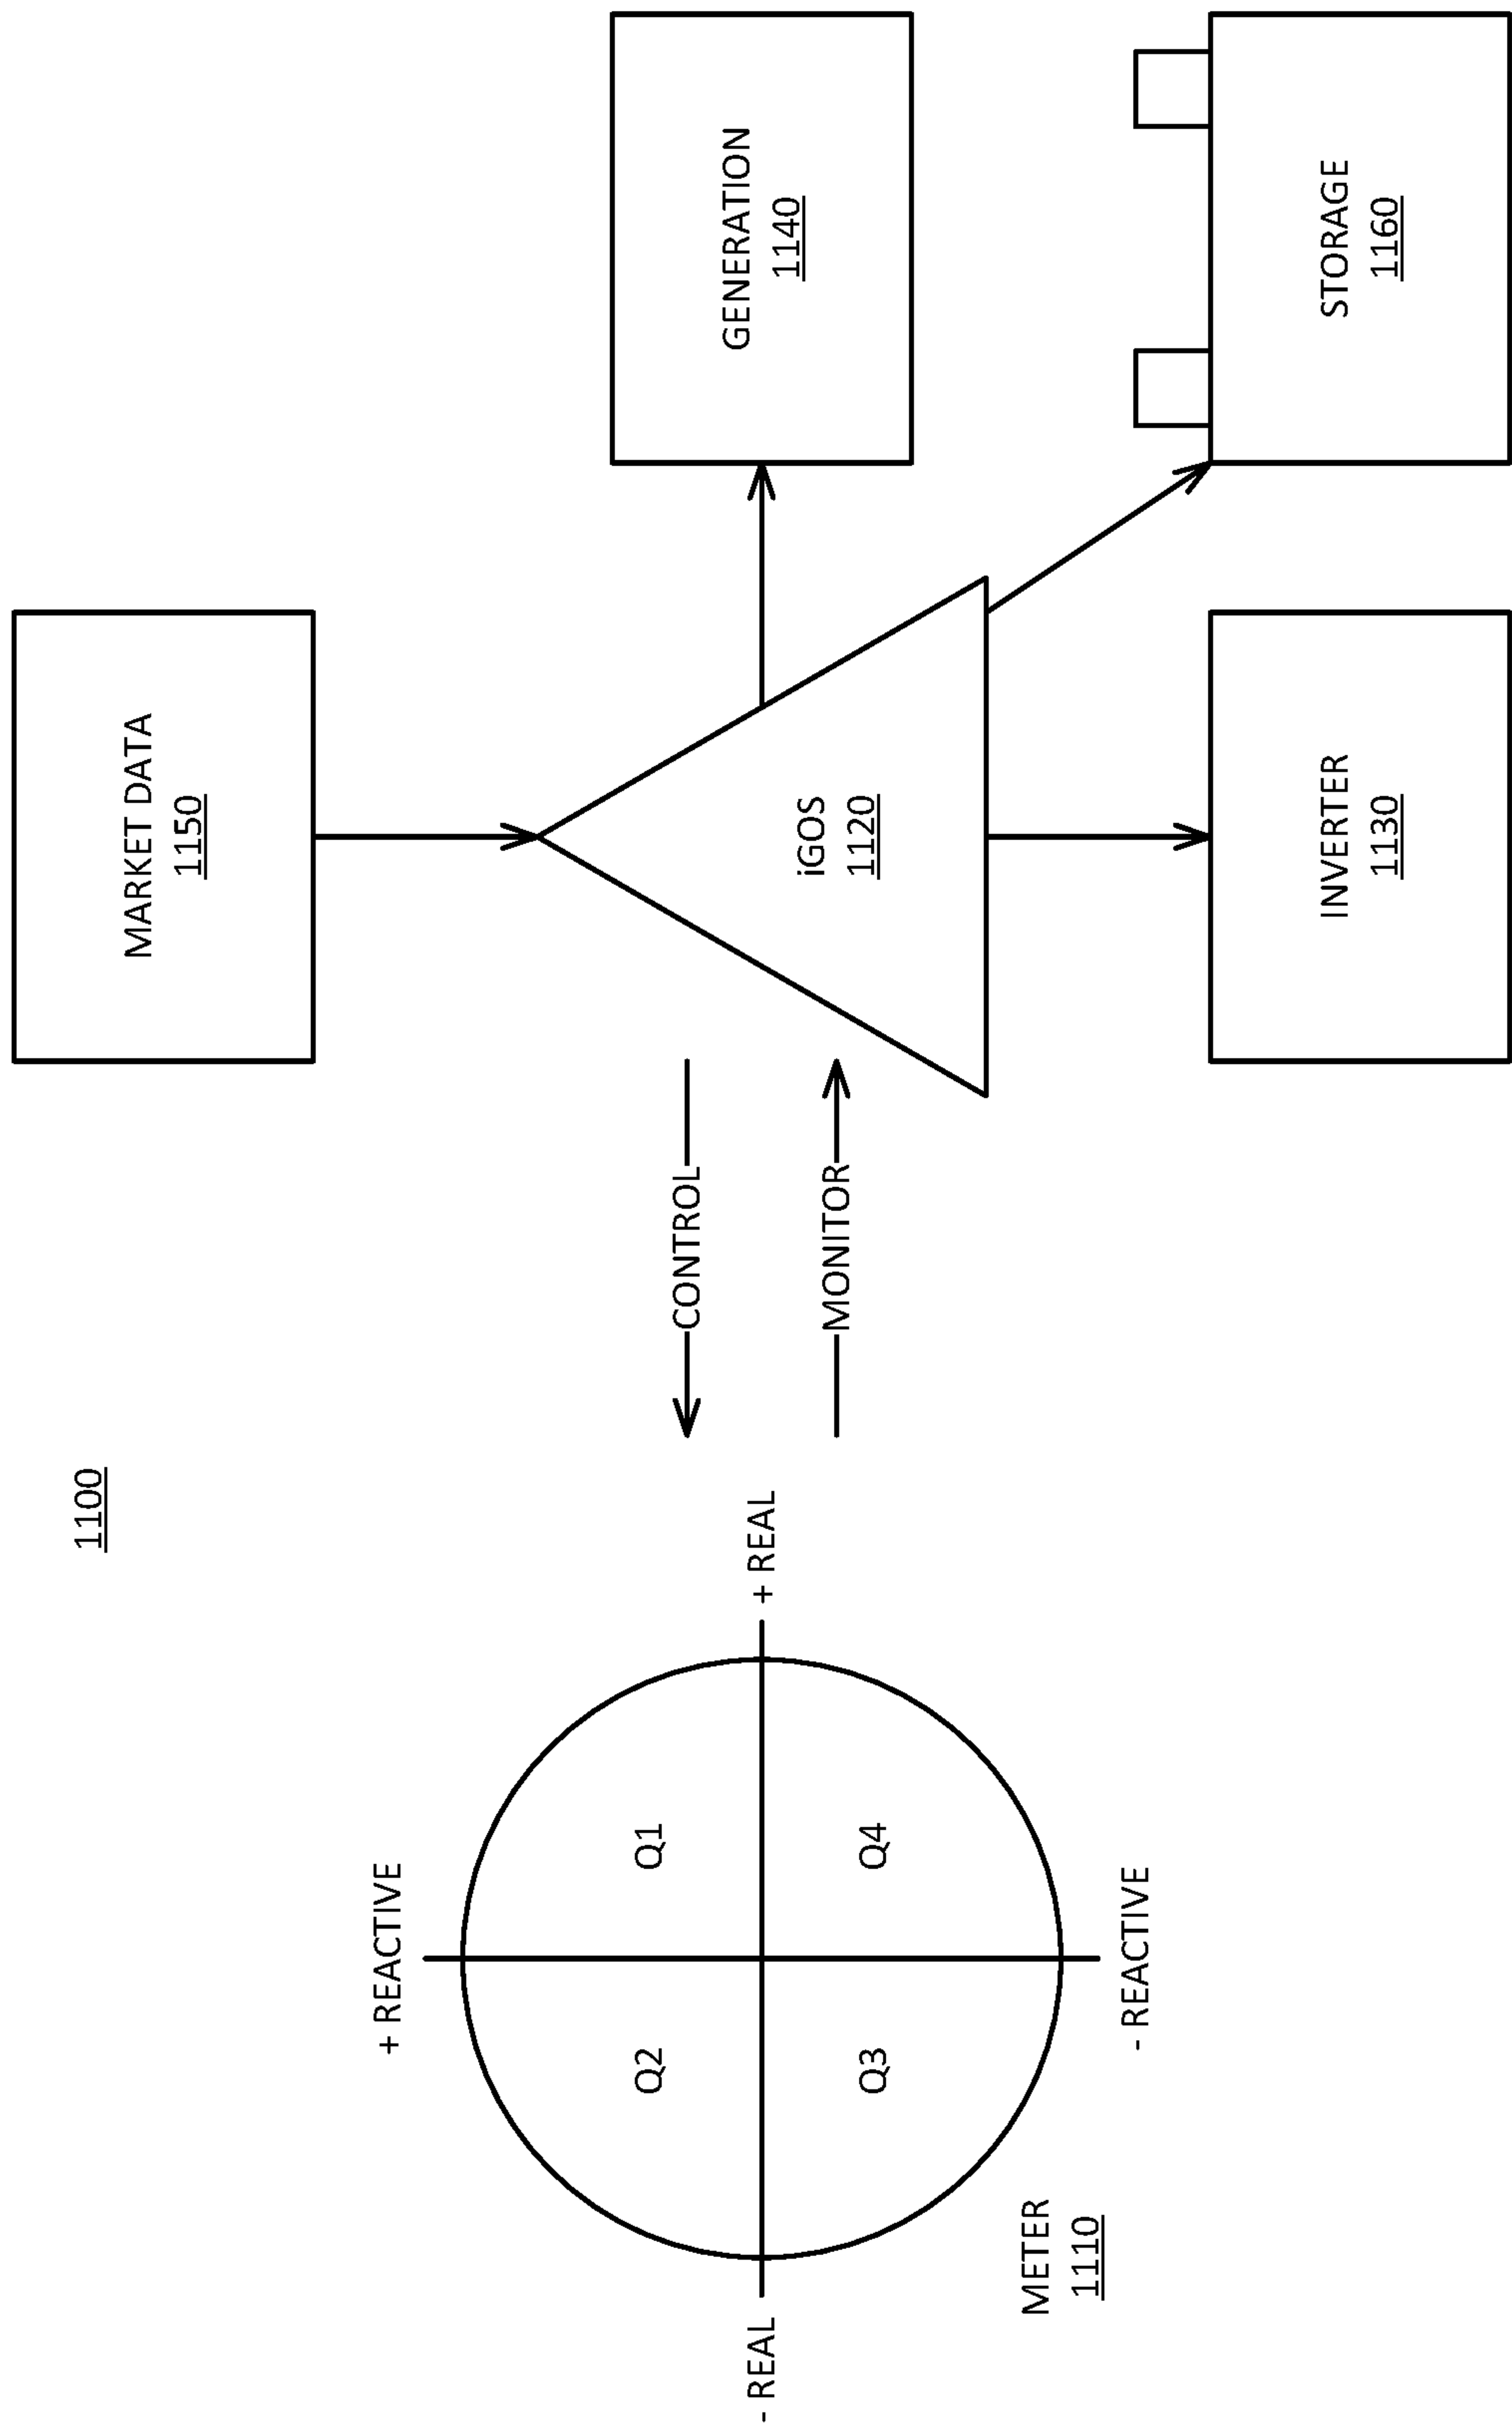 1100
MARKET DATA
1150
+ REACTIVE
CONTROL
GENERATION
1140
Q2
Q1
- REAL
+ REAL
MONITOR
iGOS
1120
Q3
Q4
METER
1110
- REACTIVE
INVERTER
1130
STORAGE
1160